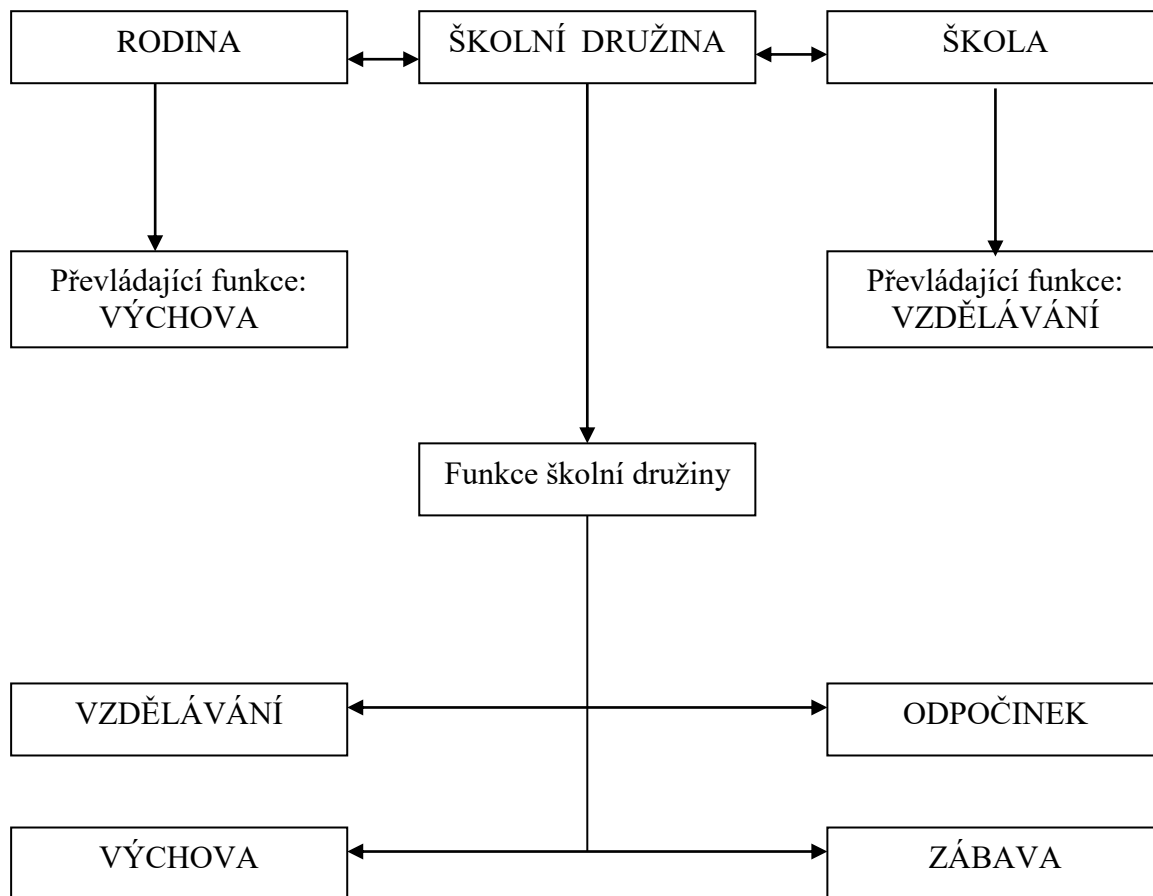 RODINA
ŠKOLNÍ DRUŽINA
ŠKOLA
Převládající funkce:
VÝCHOVA
Převládající funkce:
VZDĚLÁVÁNÍ
Funkce školní družiny
VZDĚLÁVÁNÍ
ODPOČINEK
VÝCHOVA
ZÁBAVA